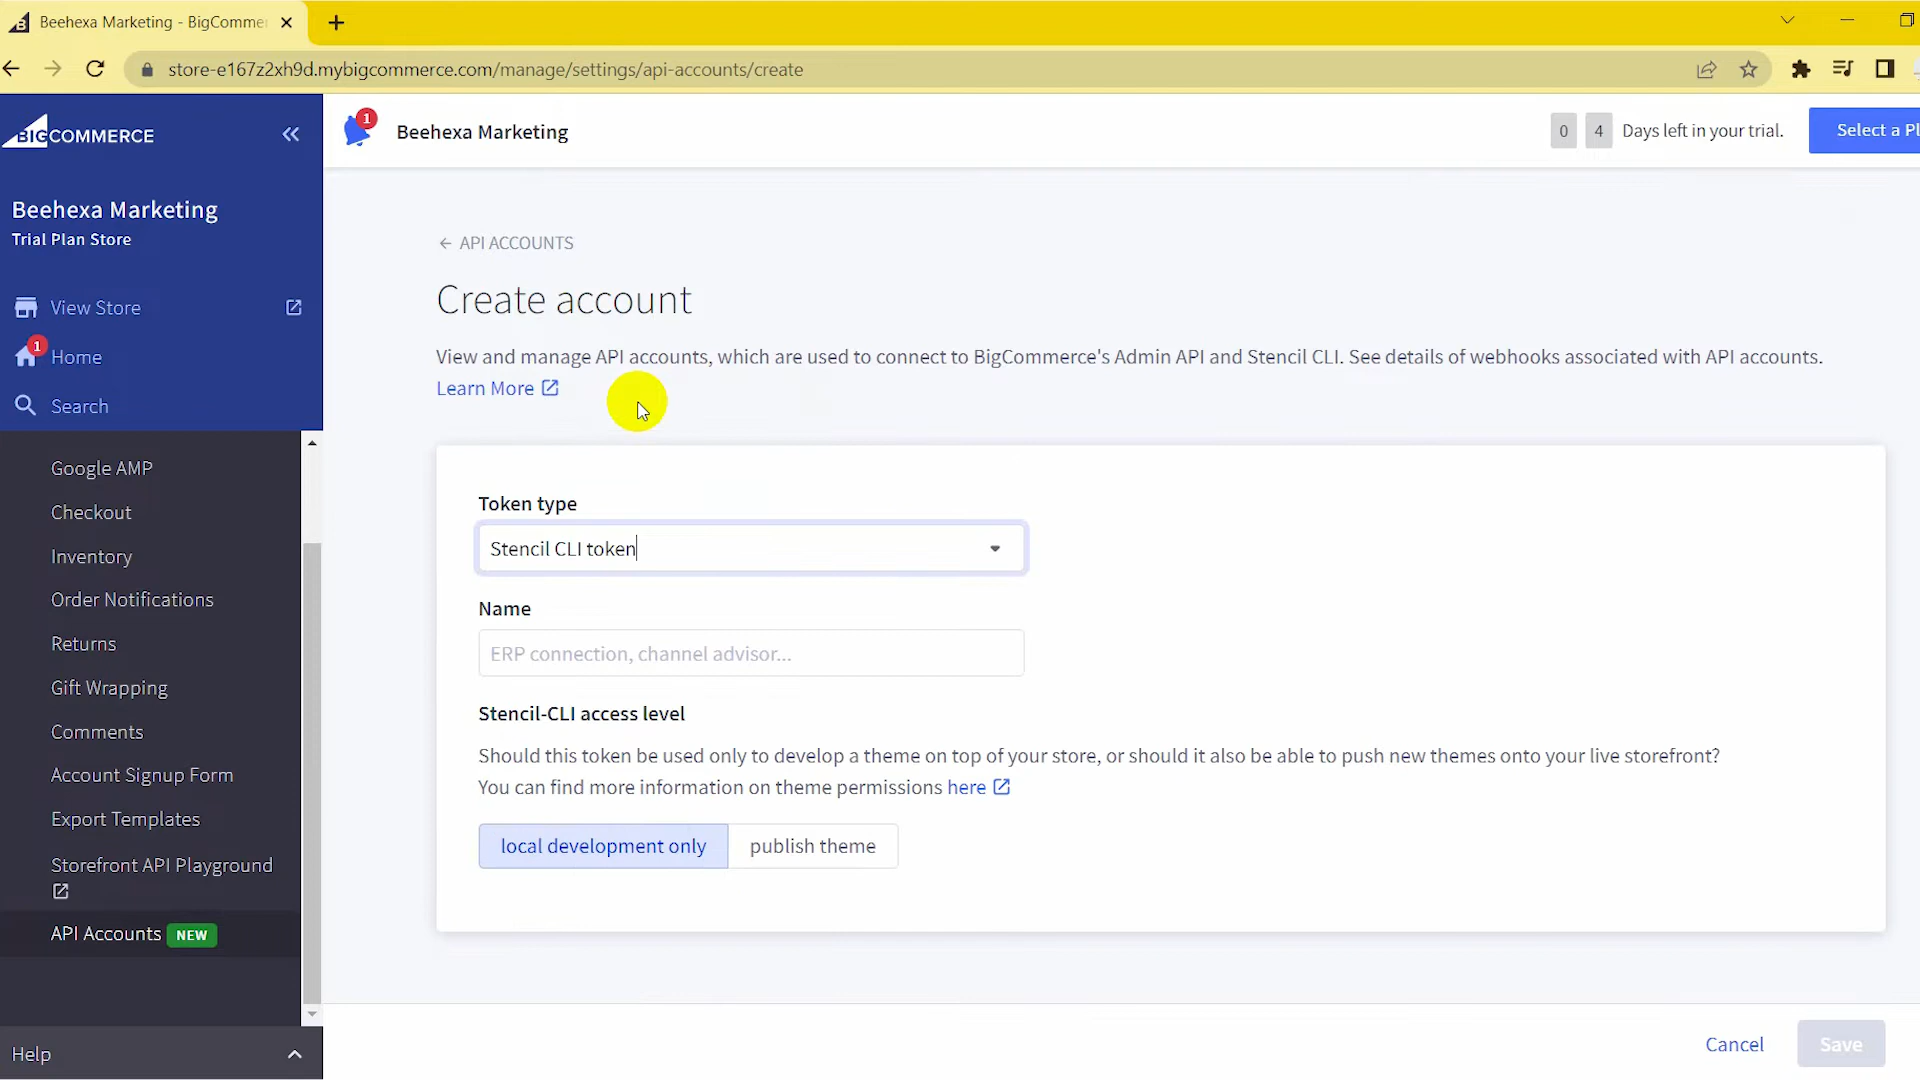 Beehexa Marketing - BigCommer
store-e167z2xh9d.mybigcommerce.com/manage/settings/api-accounts/create
BIGCOMMERCE
1
Beehexa Marketing
0 4 Days left in your trial.
Select a Pl
Beehexa Marketing
Trial Plan Store
View Store
1
Home
Search
Google AMP
Checkout
Inventory
Order Notifications
Returns
Gift Wrapping
Comments
Account Signup Form
Export Templates
Storefront API Playground
API Accounts NEW
Help
← API ACCOUNTS
Create account
View and manage API accounts, which are used to connect to BigCommerce's Admin API and Stencil CLI. See details of webhooks associated with API accounts.
Learn More
Token type
Stencil CLI token
Name
ERP connection, channel advisor...
Stencil-CLI access level
Should this token be used only to develop a theme on top of your store, or should it also be able to push new themes onto your live storefront?
You can find more information on theme permissions here
local development only
publish theme
Cancel
Save